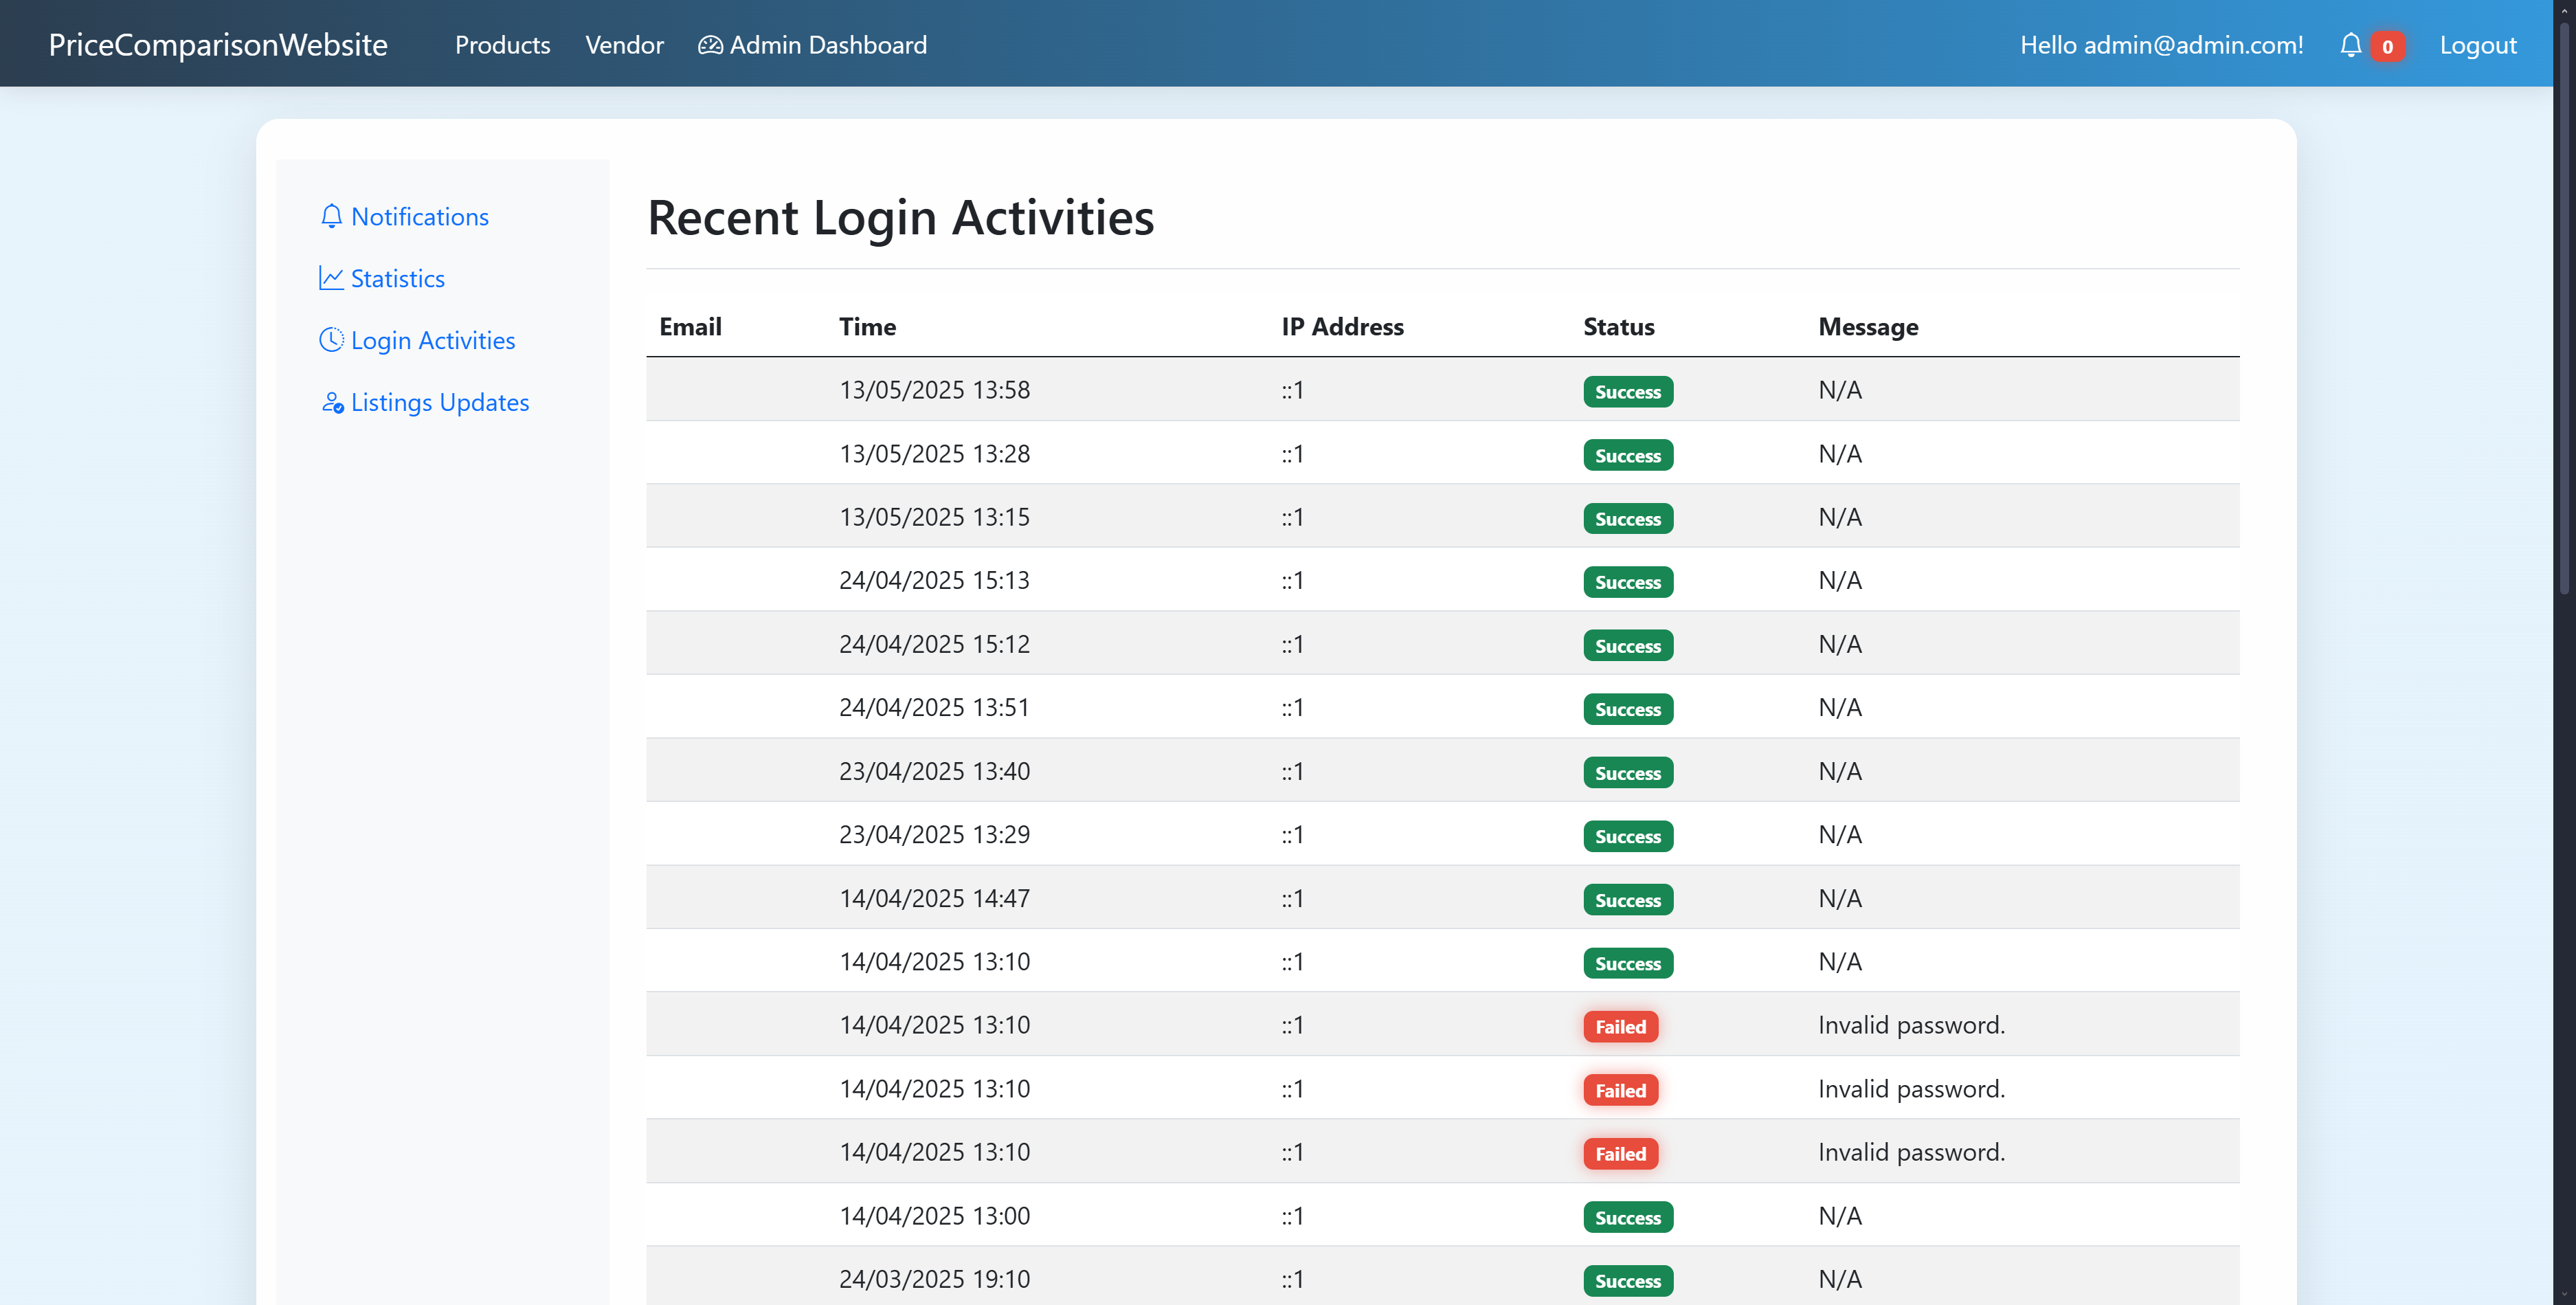 PriceComparisonWebsite Products Vendor Admin Dashboard Hello admin@admin.com! 0 Logout
Notifications
Statistics
Login Activities
Listings Updates
Recent Login Activities
Email Time IP Address Status Message
13/05/2025 13:58 ::1 Success N/A
13/05/2025 13:28 ::1 Success N/A
13/05/2025 13:15 ::1 Success N/A
24/04/2025 15:13 ::1 Success N/A
24/04/2025 15:12 ::1 Success N/A
24/04/2025 13:51 ::1 Success N/A
23/04/2025 13:40 ::1 Success N/A
23/04/2025 13:29 ::1 Success N/A
14/04/2025 14:47 ::1 Success N/A
14/04/2025 13:10 ::1 Success N/A
14/04/2025 13:10 ::1 Failed Invalid password.
14/04/2025 13:10 ::1 Failed Invalid password.
14/04/2025 13:10 ::1 Failed Invalid password.
14/04/2025 13:00 ::1 Success N/A
24/03/2025 19:10 ::1 Success N/A